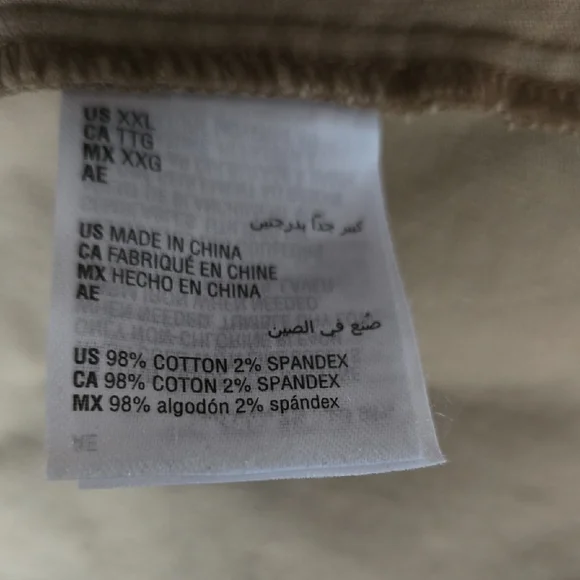 US XXL
CA TTG
MX XXG
AE
كبير جداً بدرجتين
US MADE IN CHINA
CA FABRIQUÉ EN CHINE
MX HECHO EN CHINA
AE
صُنع في الصين
US 98% COTTON 2% SPANDEX
CA 98% COTON 2% SPANDEX
MX 98% algodón 2% spándex